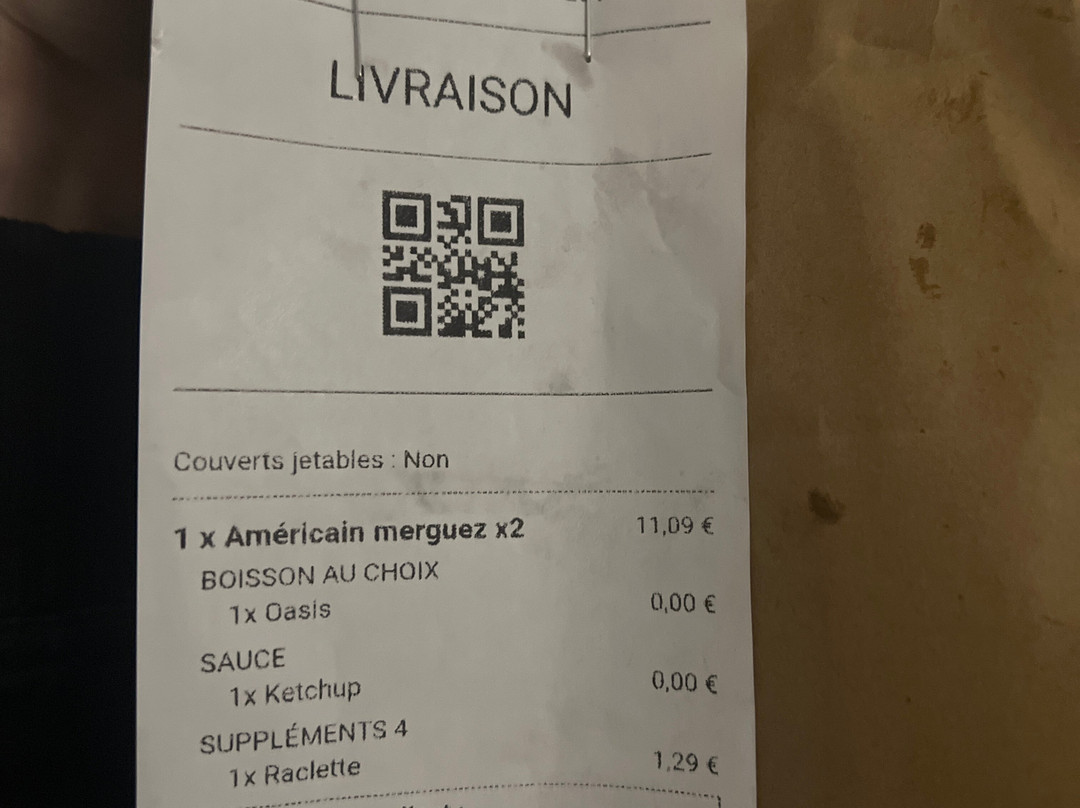 LIVRAISON
Couverts jetables : Non
1 x Américain merguez x2 11,09 €
BOISSON AU CHOIX
1x Oasis 0,00 €
SAUCE
1x Ketchup 0,00 €
SUPPLÉMENTS 4
1x Raclette 1,29 €